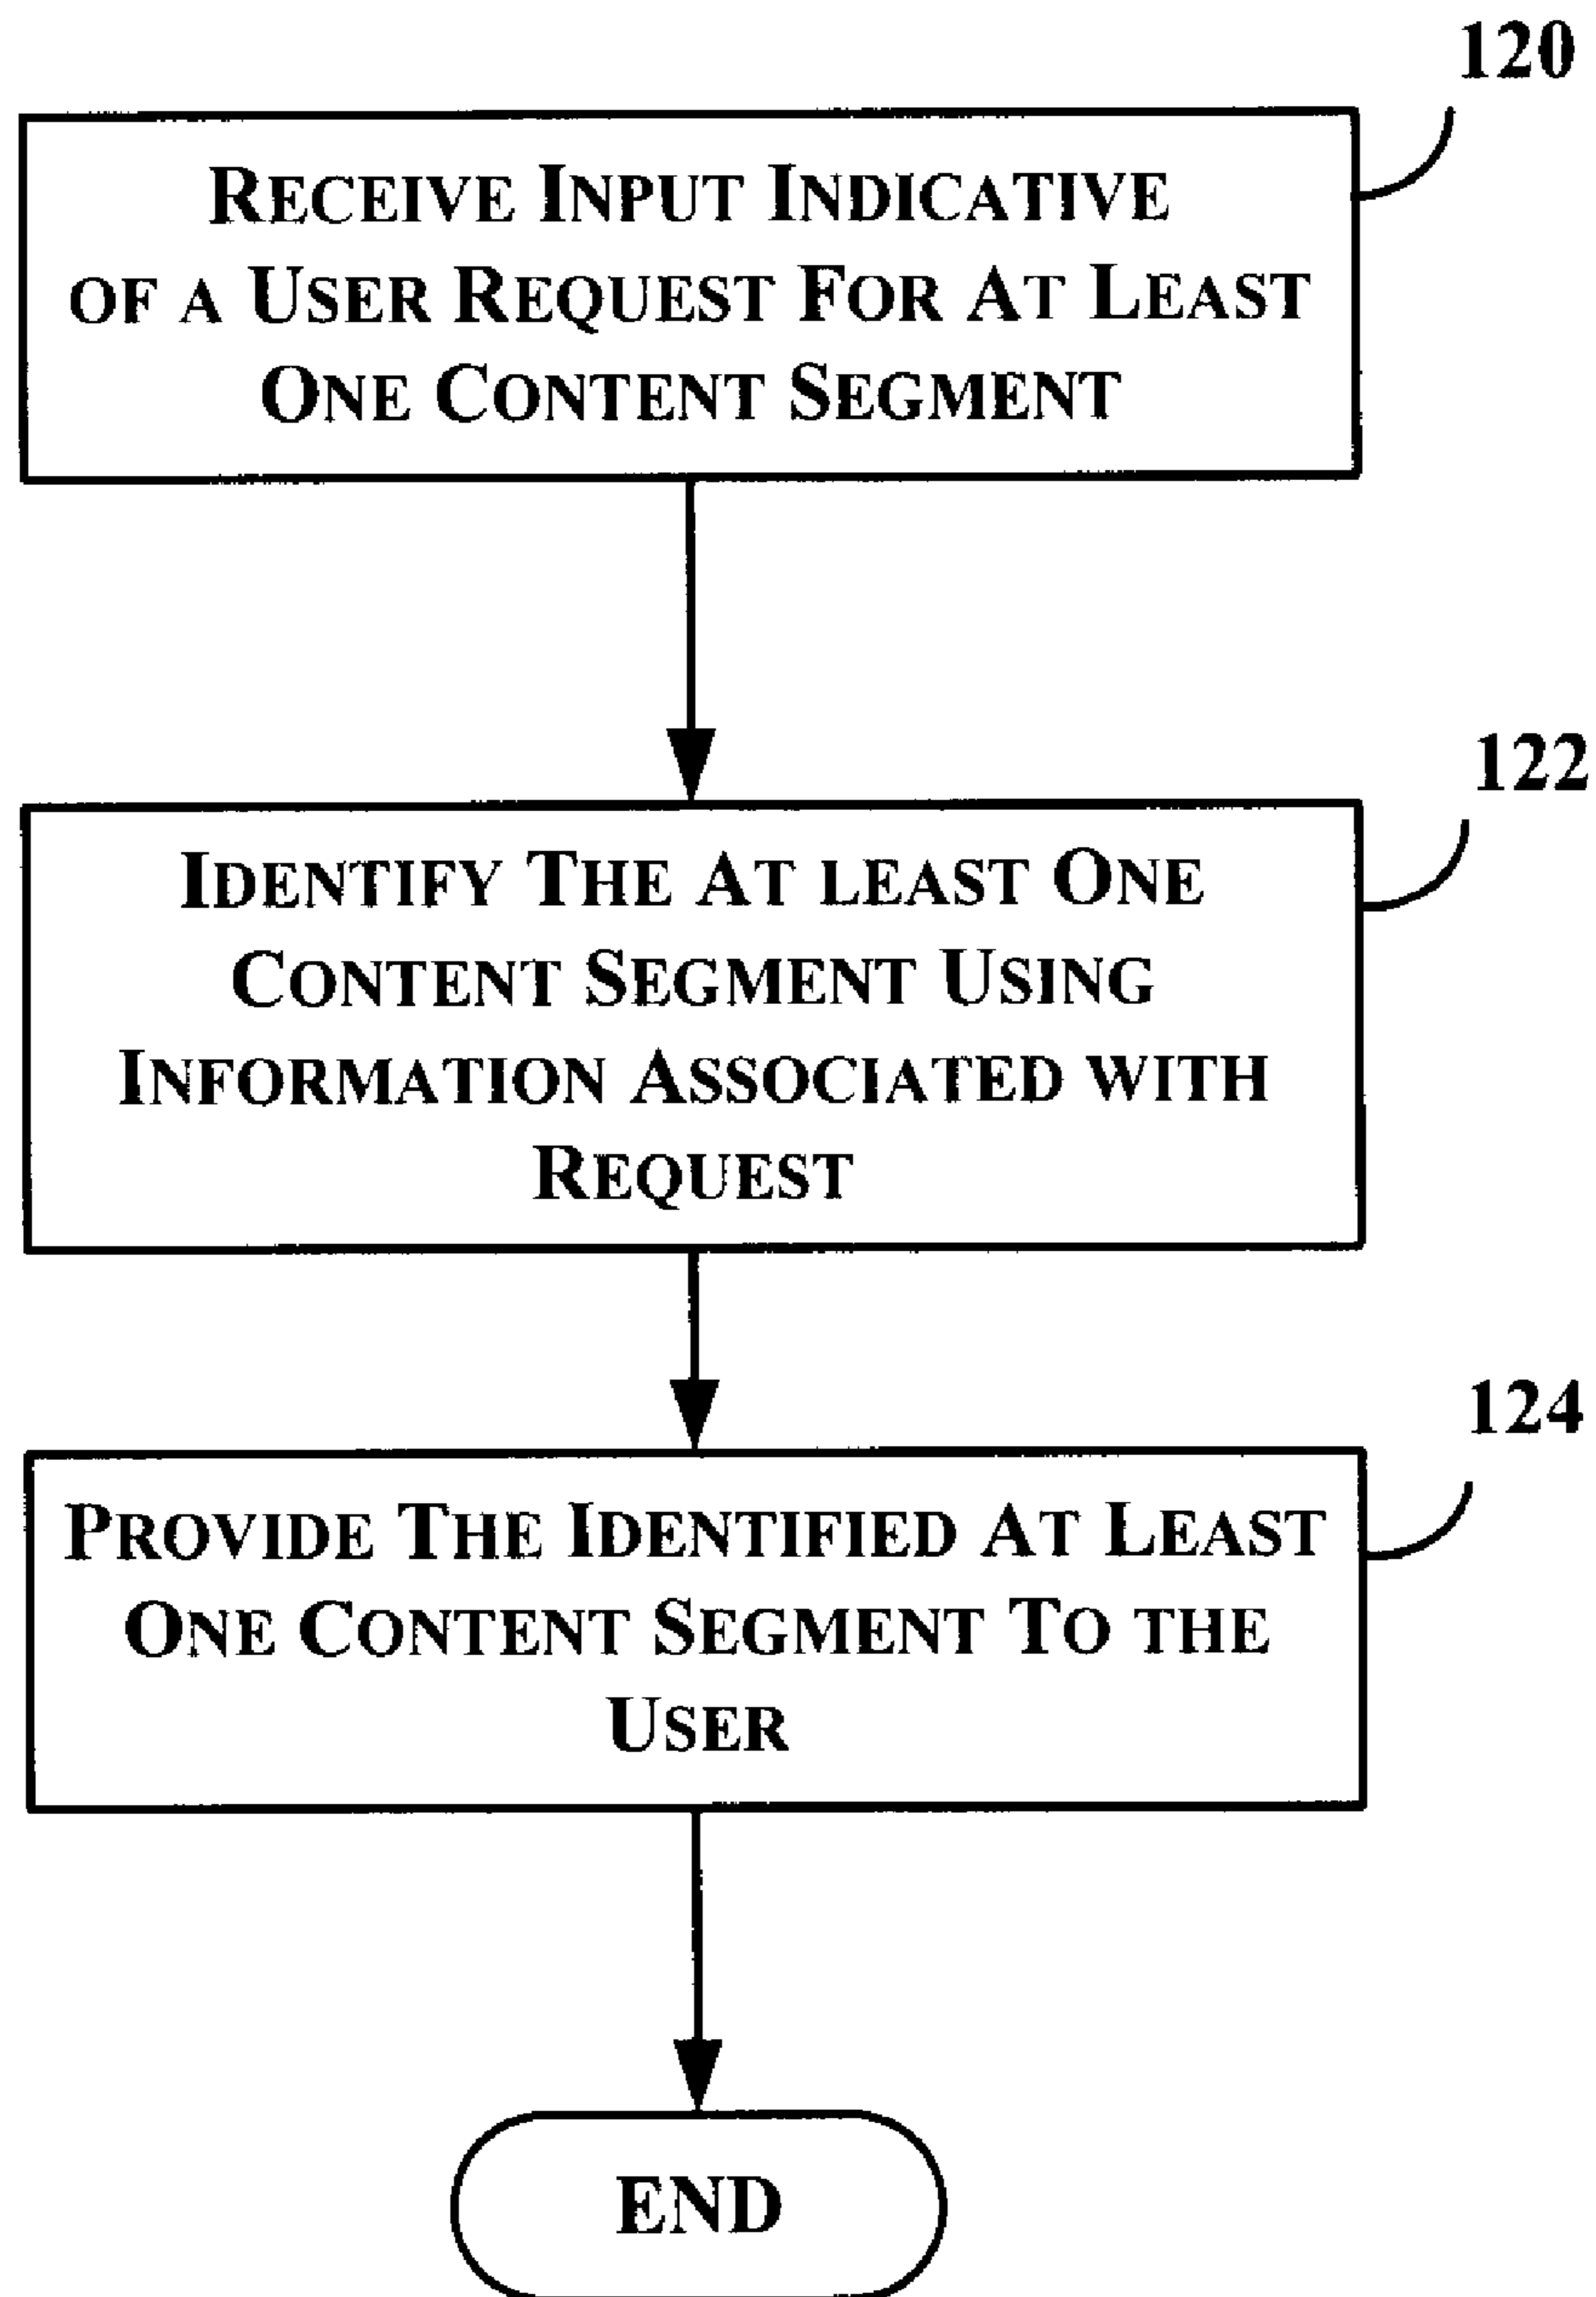 120
RECEIVE INPUT INDICATIVE
OF A USER REQUEST FOR AT LEAST
ONE CONTENT SEGMENT
122
IDENTIFY THE AT LEAST ONE
CONTENT SEGMENT USING
INFORMATION ASSOCIATED WITH
REQUEST
124
PROVIDE THE IDENTIFIED AT LEAST
ONE CONTENT SEGMENT TO THE
USER
END